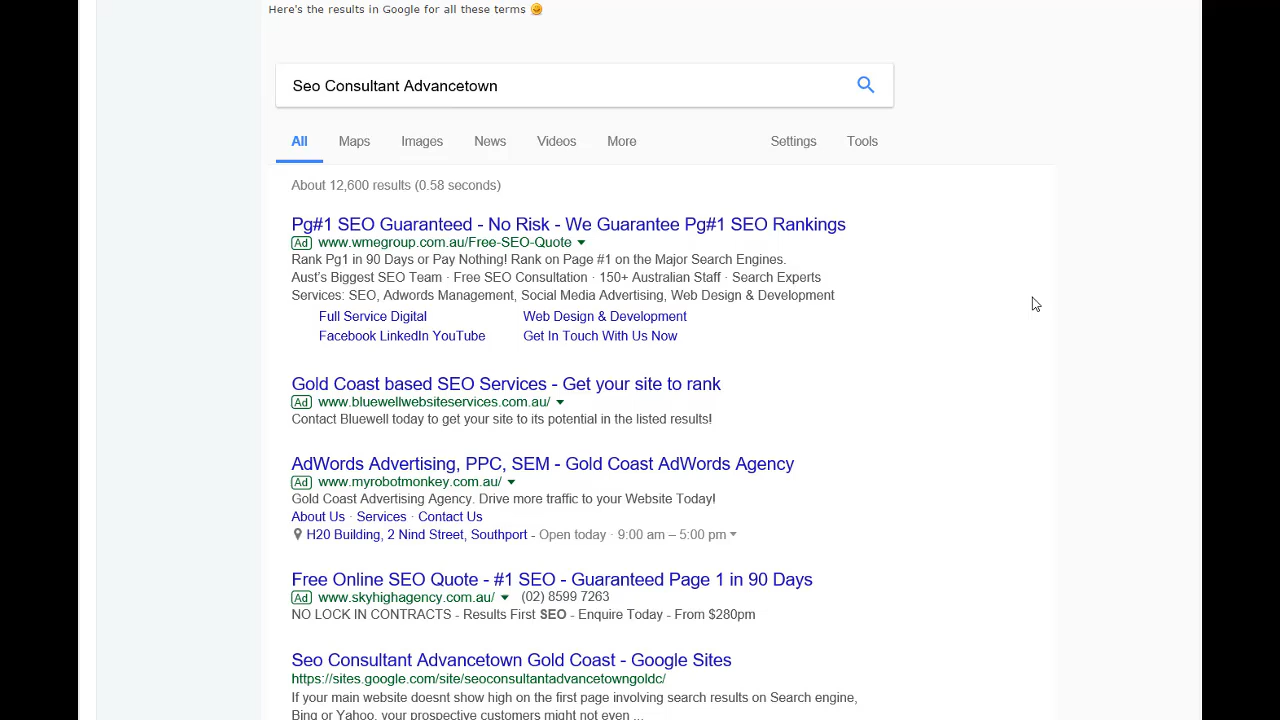 Here's the results in Google for all these terms
Seo Consultant Advancetown
All Maps Images News Videos More Settings Tools
About 12,600 results (0.58 seconds)
Pg#1 SEO Guaranteed - No Risk - We Guarantee Pg#1 SEO Rankings
Ad www.wmegroup.com.au/Free-SEO-Quote
Rank Pg1 in 90 Days or Pay Nothing! Rank on Page #1 on the Major Search Engines.
Aust's Biggest SEO Team · Free SEO Consultation · 150+ Australian Staff · Search Experts
Services: SEO, Adwords Management, Social Media Advertising, Web Design & Development
Full Service Digital Web Design & Development
Facebook LinkedIn YouTube Get In Touch With Us Now
Gold Coast based SEO Services - Get your site to rank
Ad www.bluewellwebsiteservices.com.au/
Contact Bluewell today to get your site to its potential in the listed results!
AdWords Advertising, PPC, SEM - Gold Coast AdWords Agency
Ad www.myrobotmonkey.com.au/
Gold Coast Advertising Agency. Drive more traffic to your Website Today!
About Us · Services · Contact Us
H20 Building, 2 Nind Street, Southport - Open today · 9:00 am – 5:00 pm
Free Online SEO Quote - #1 SEO - Guaranteed Page 1 in 90 Days
Ad www.skyhighagency.com.au/ (02) 8599 7263
NO LOCK IN CONTRACTS - Results First SEO - Enquire Today - From $280pm
Seo Consultant Advancetown Gold Coast - Google Sites
https://sites.google.com/site/seoconsultantadvancetowngoldc/
If your main website doesnt show high on the first page involving search results on Search engine,
Bing or Yahoo, your prospective customers might not even ...